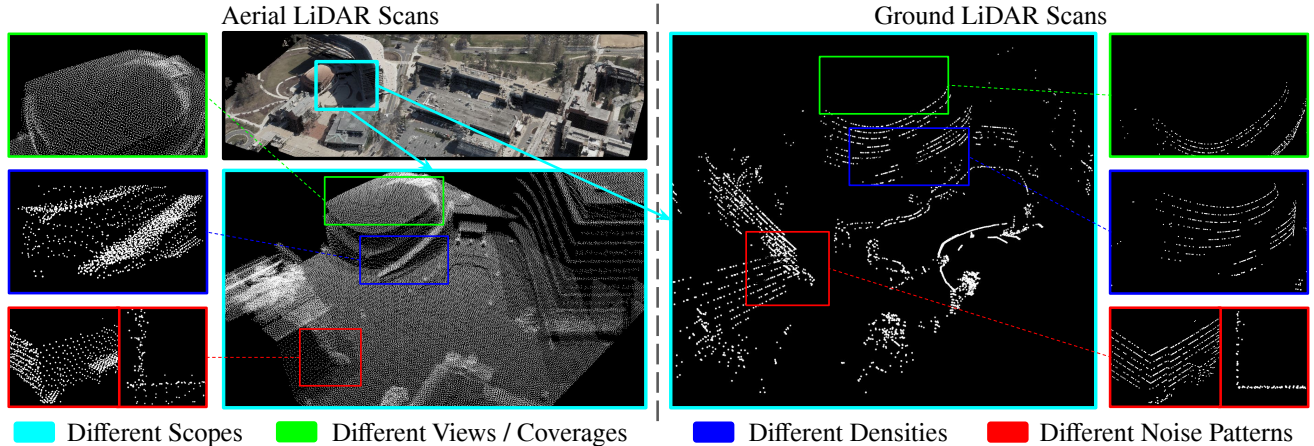 Aerial LiDAR Scans
Ground LiDAR Scans
Different Scopes
Different Views / Coverages
Different Densities
Different Noise Patterns